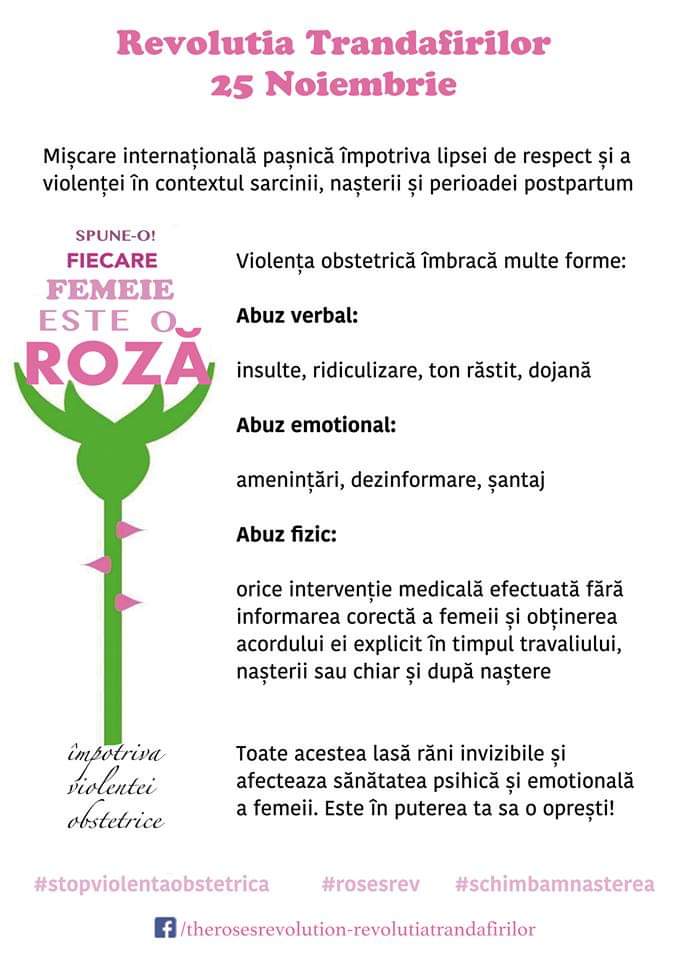 Revolutia Trandafirilor
25 Noiembrie
Mișcare internațională pașnică împotriva lipsei de respect și a
violenței în contextul sarcinii, nașterii și perioadei postpartum
SPUNE-O!
FIECARE
FEMEIE
ESTE O
ROZĂ
împotriva
violentei
obstetrice
Violența obstetrică îmbracă multe forme:
Abuz verbal:
insulte, ridiculizare, ton răstit, dojană
Abuz emotional:
amenințări, dezinformare, șantaj
Abuz fizic:
orice intervenție medicală efectuată fără
informarea corectă a femeii și obținerea
acordului ei explicit în timpul travaliului,
nașterii sau chiar și după naștere
Toate acestea lasă răni invizibile și
afecteaza sănătatea psihică și emotională
a femeii. Este în puterea ta sa o oprești!
#stopviolentaobstetrica #rosesrev #schimbamnasterea
/therosesrevolution-revolutiatrandafirilor